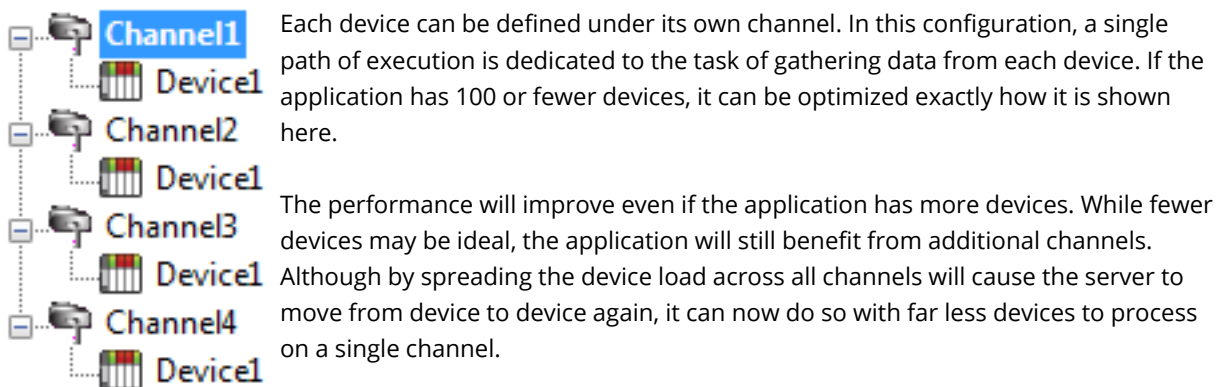 Channel1
Device1
Channel2
Device1
Channel3
Device1
Channel4
Device1
Each device can be defined under its own channel. In this configuration, a single
path of execution is dedicated to the task of gathering data from each device. If the
application has 100 or fewer devices, it can be optimized exactly how it is shown
here.
The performance will improve even if the application has more devices. While fewer
devices may be ideal, the application will still benefit from additional channels.
Although by spreading the device load across all channels will cause the server to
move from device to device again, it can now do so with far less devices to process
on a single channel.